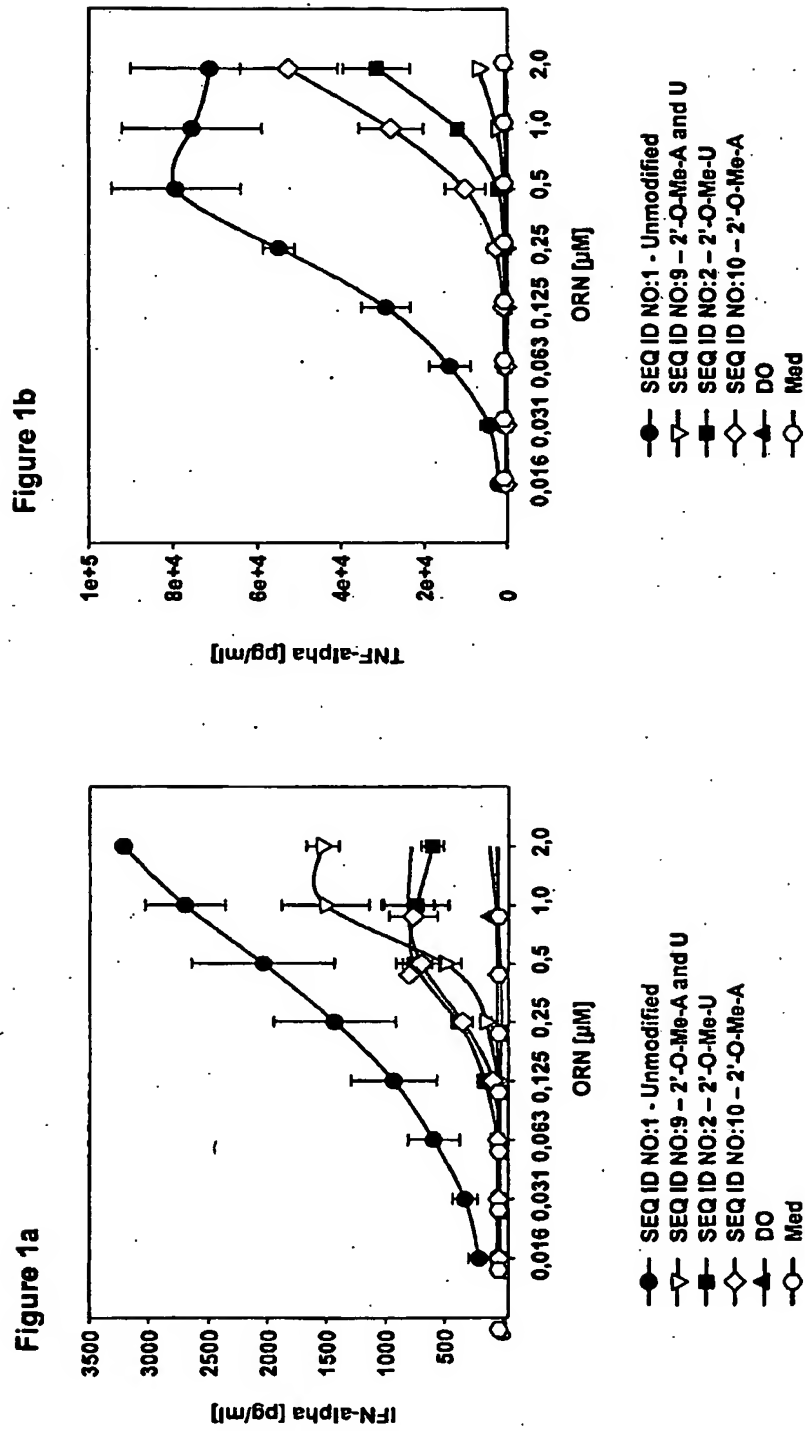 Figure 1a
IFN-alpha [pg/ml]
3500
3000
2500
2000
1500
1000
500
0,016 0,031 0,063 0,125 0,25 0,5 1,0 2,0
ORN [µM]
SEQ ID NO:1 - Unmodified
SEQ ID NO:9 – 2'-O-Me-A and U
SEQ ID NO:2 – 2'-O-Me-U
SEQ ID NO:10 – 2'-O-Me-A
DO
Med
Figure 1b
TNF-alpha [pg/ml]
1e+5
8e+4
6e+4
4e+4
2e+4
0
0,016 0,031 0,063 0,125 0,25 0,5 1,0 2,0
ORN [µM]
SEQ ID NO:1 - Unmodified
SEQ ID NO:9 – 2'-O-Me-A and U
SEQ ID NO:2 – 2'-O-Me-U
SEQ ID NO:10 – 2'-O-Me-A
DO
Med